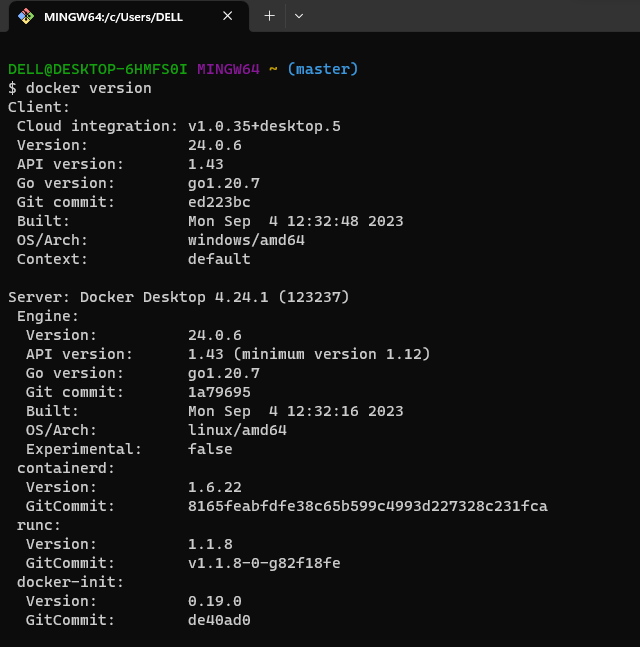 MINGW64:/c/Users/DELL
DELL@DESKTOP-6HMFS0I MINGW64 ~ (master)
$ docker version
Client:
 Cloud integration: v1.0.35+desktop.5
 Version:           24.0.6
 API version:       1.43
 Go version:        go1.20.7
 Git commit:        ed223bc
 Built:             Mon Sep  4 12:32:48 2023
 OS/Arch:           windows/amd64
 Context:           default

Server: Docker Desktop 4.24.1 (123237)
 Engine:
  Version:          24.0.6
  API version:      1.43 (minimum version 1.12)
  Go version:       go1.20.7
  Git commit:       1a79695
  Built:            Mon Sep  4 12:32:16 2023
  OS/Arch:          linux/amd64
  Experimental:     false
 containerd:
  Version:          1.6.22
  GitCommit:        8165feabfdfe38c65b599c4993d227328c231fca
 runc:
  Version:          1.1.8
  GitCommit:        v1.1.8-0-g82f18fe
 docker-init:
  Version:          0.19.0
  GitCommit:        de40ad0